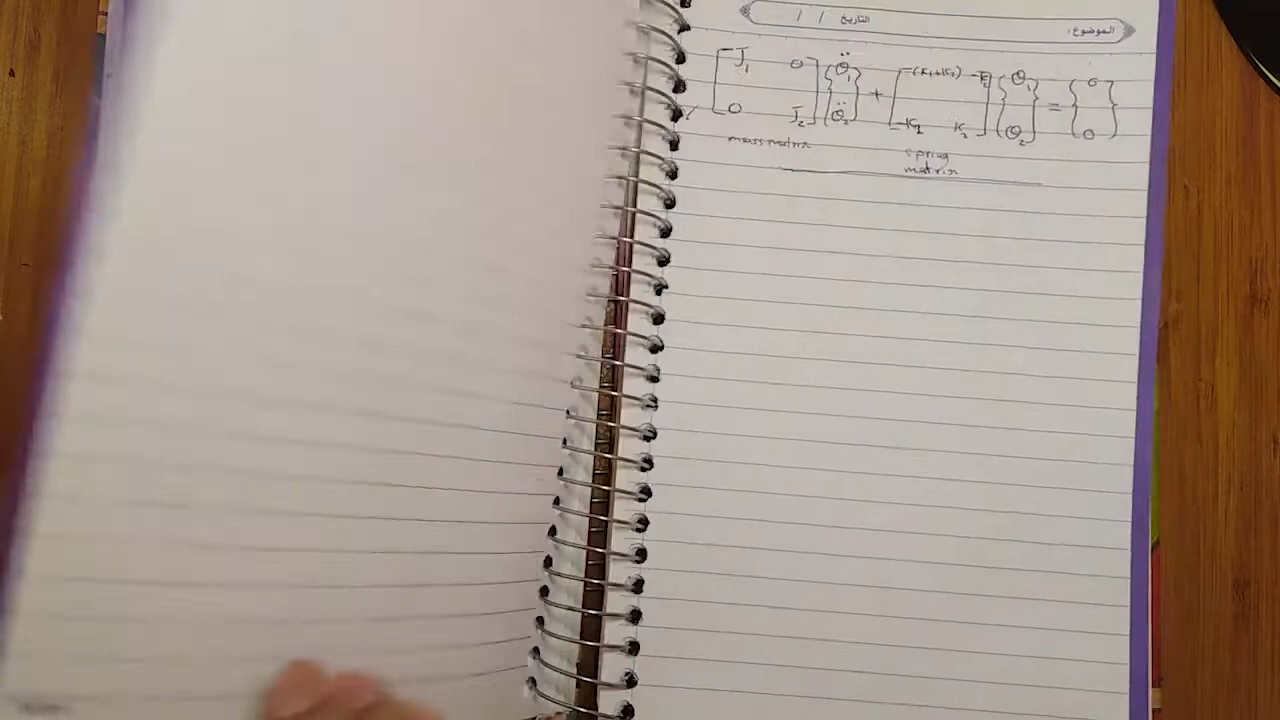 التاريخ / /
الموضوع:
[J₁ 0] {θ̈₁} + [-(K₁+K₂) -K₂] {θ₁} = {0}
[0 J₂] {θ̈₂} [-K₂ K₂] {θ₂} {0}
mass matrix spring
matrix